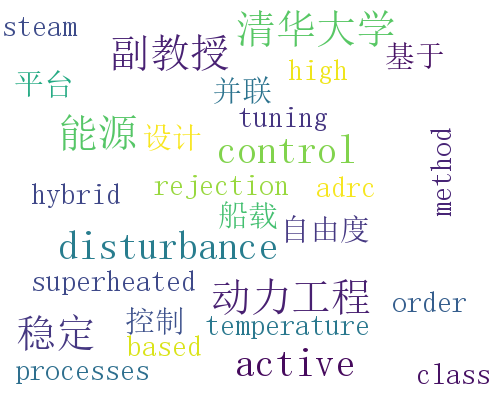 steam
副教授
清华大学
基于
平台
并联
high
能源
设计
tuning
control
method
hybrid
rejection
adrc
船载
自由度
disturbance
superheated
动力工程
order
稳定
控制
temperature
based
processes
active
class